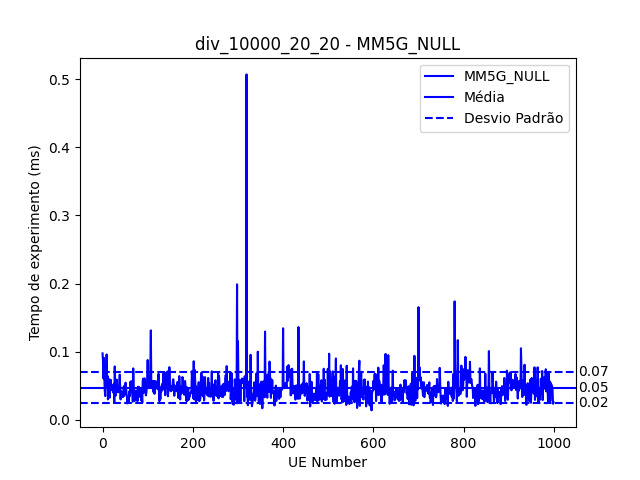 div_10000_20_20 - MM5G_NULL
MM5G_NULL
Média
Desvio Padrão
Tempo de experimento (ms)
0.5
0.4
0.3
0.2
0.1
0.0
0.07
0.05
0.02
0 200 400 600 800 1000
UE Number